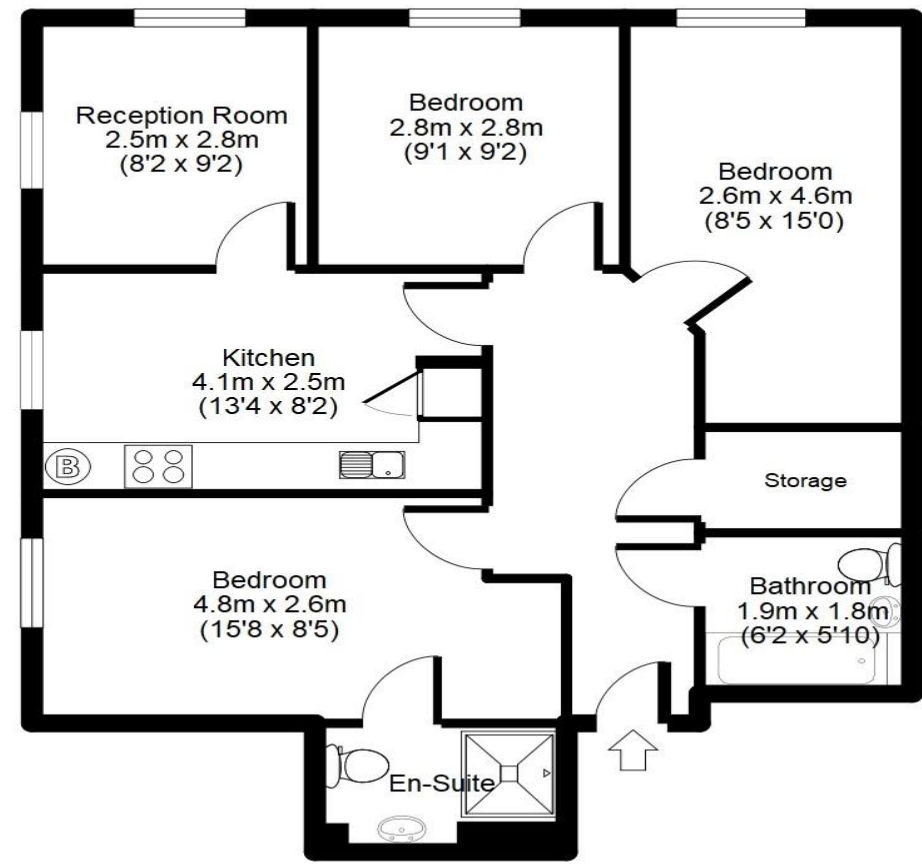 Reception Room
2.5m x 2.8m
(8'2 x 9'2)
Bedroom
2.8m x 2.8m
(9'1 x 9'2)
Bedroom
2.6m x 4.6m
(8'5 x 15'0)
Kitchen
4.1m x 2.5m
(13'4 x 8'2)
B
Storage
Bedroom
4.8m x 2.6m
(15'8 x 8'5)
Bathroom
1.9m x 1.8m
(6'2 x 5'10)
En-Suite